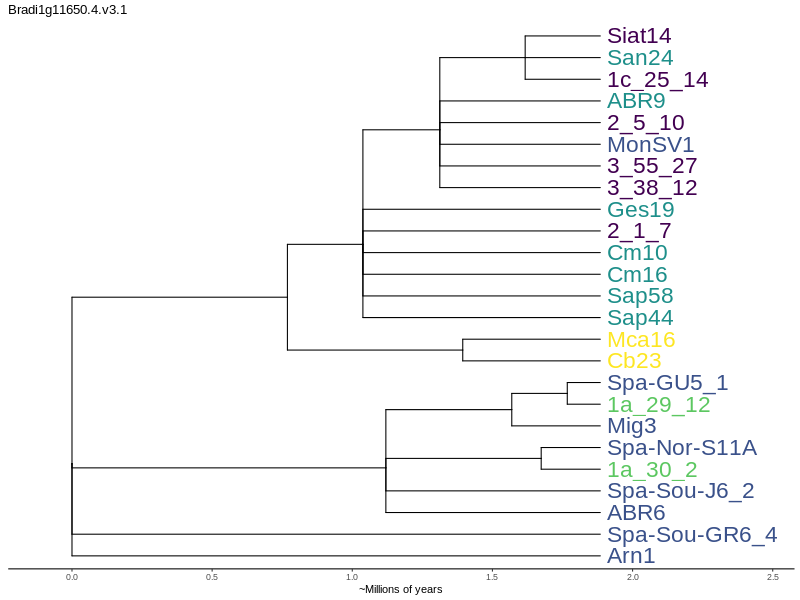 Bradi1g11650.4.v3.1
Siat14
San24
1c_25_14
ABR9
2_5_10
MonSV1
3_55_27
3_38_12
Ges19
2_1_7
Cm10
Cm16
Sap58
Sap44
Mca16
Cb23
Spa-GU5_1
1a_29_12
Mig3
Spa-Nor-S11A
1a_30_2
Spa-Sou-J6_2
ABR6
Spa-Sou-GR6_4
Arn1
0.0 0.5 1.0 1.5 2.0 2.5
~Millions of years